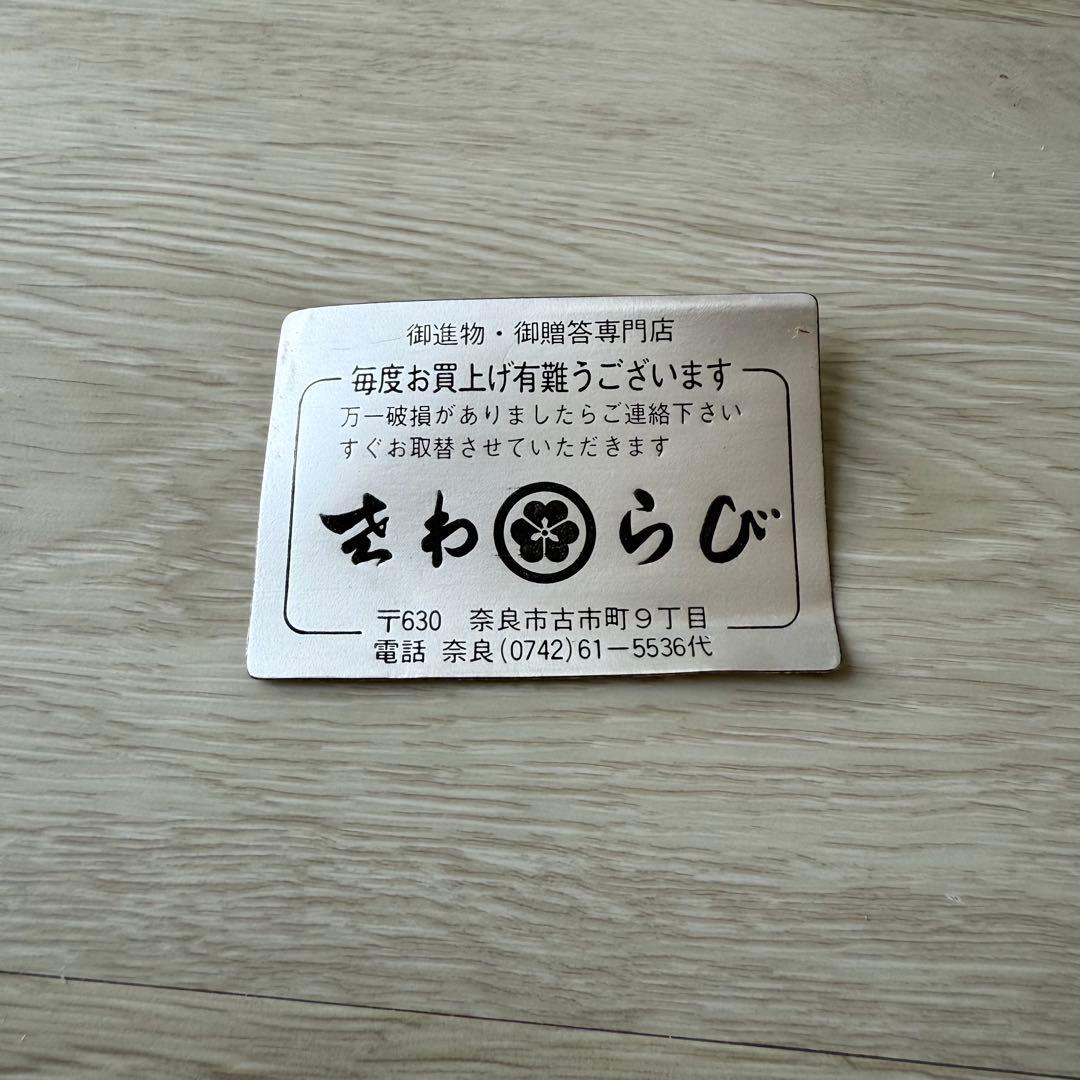 御進物・御贈答専門店
毎度お買上げ有難うございます
万一破損がありましたらご連絡下さい
すぐお取替させていただきます
さわらび
〒630 奈良市古市町9丁目
電話 奈良(0742)61-5536代